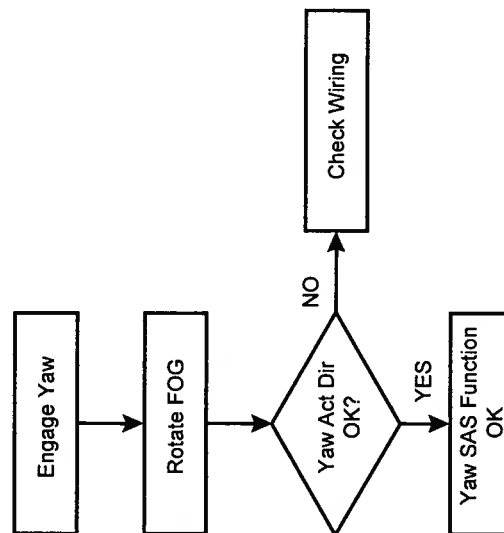 Engage Yaw
Rotate FOG
Yaw Act Dir
OK?
NO
Check Wiring
YES
Yaw SAS Function
OK